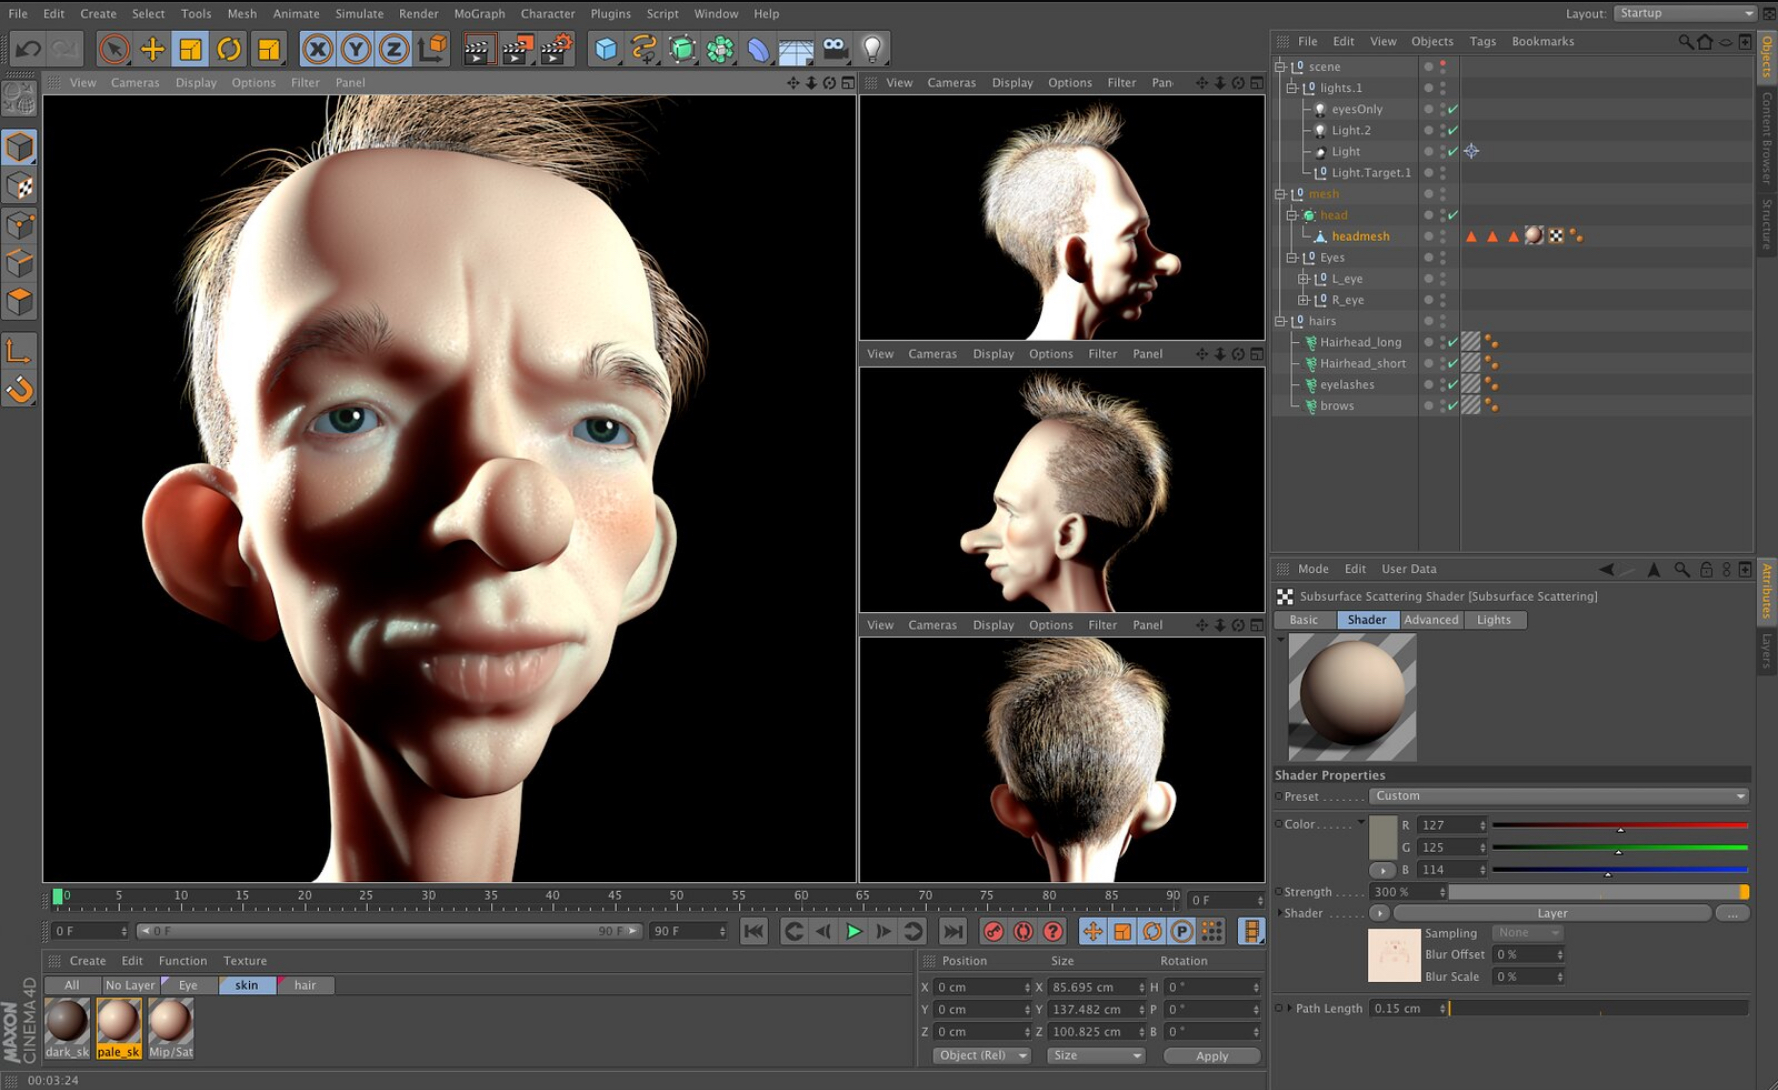 File Edit Create Select Tools Mesh Animate Simulate Render MoGraph Character Plugins Script Window Help
Layout: Startup
View Cameras Display Options Filter Panel
View Cameras Display Options Filter Pan
View Cameras Display Options Filter Panel
View Cameras Display Options Filter Panel
File Edit View Objects Tags Bookmarks
scene
lights.1
eyesOnly
Light.2
Light
Light.Target.1
mesh
head
headmesh
Eyes
L_eye
R_eye
hairs
Hairhead_long
Hairhead_short
eyelashes
brows
Objects
Content Browser
Structure
Mode Edit User Data
Subsurface Scattering Shader [Subsurface Scattering]
Basic Shader Advanced Lights
Shader Properties
Preset ....... Custom
Color...... R 127
G 125
B 114
Strength .... 300 %
Shader ...... Layer ...
Sampling None
Blur Offset 0 %
Blur Scale 0 %
Path Length 0.15 cm
Attributes
Layers
0 5 10 15 20 25 30 35 40 45 50 55 60 65 70 75 80 85 90 0 F
0 F 0 F 90 F 90 F
P
Create Edit Function Texture
All No Layer Eye skin hair
dark_sk pale_sk Mip/Sat
Position Size Rotation
X 0 cm X 85.695 cm H 0 °
Y 0 cm Y 137.482 cm P 0 °
Z 0 cm Z 100.825 cm B 0 °
Object (Rel) Size Apply
MAXON
CINEMA 4D
00:03:24